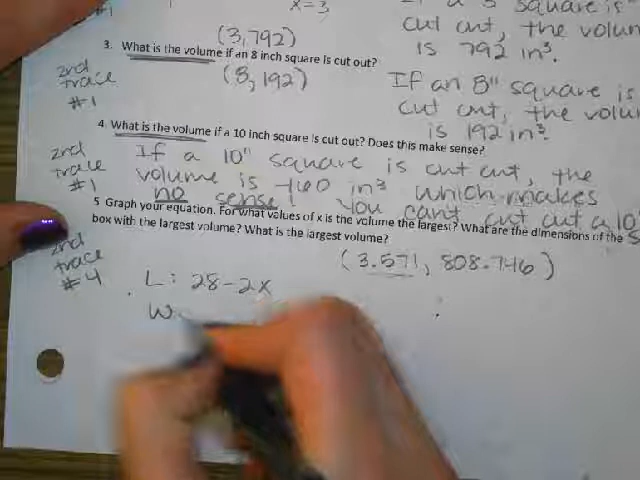 #1
x=3
square is
cut out, the volum
is 792 in³.
(3,792)
3. What is the volume if an 8 inch square is cut out?
2nd trace #1
(8,192)
If an 8" square is
cut out, the volu
is 192 in³.
4. What is the volume if a 10 inch square is cut out? Does this make sense?
2nd trace #1
If a 10" square is cut out, the
volume is -160 in³ which makes
no sense! You can't cut out a 10"
5 Graph your equation. For what values of x is the volume the largest? What are the dimensions of the
box with the largest volume? What is the largest volume?
2nd trace #4
(3.571, 808.746)
L: 28-2x
W: